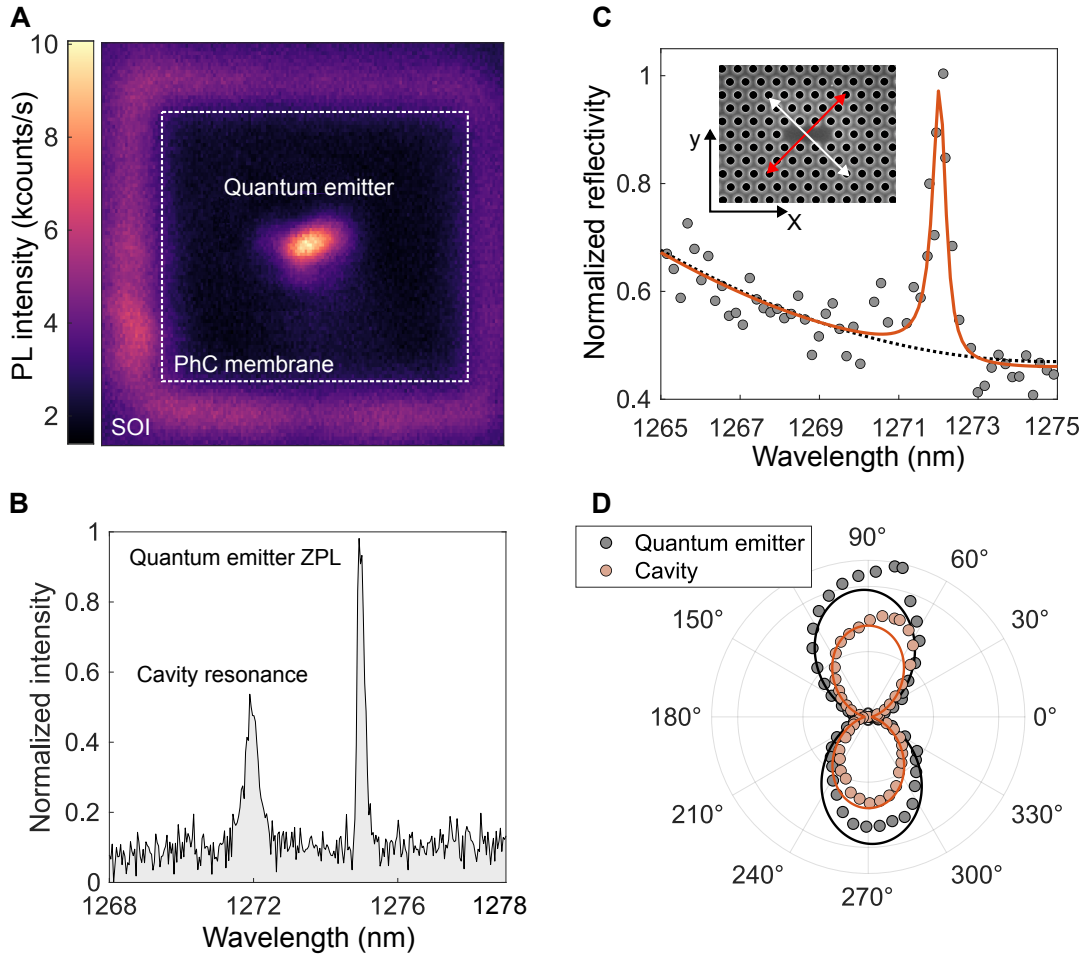 A
PL intensity (kcounts/s)
10
8
6
4
2
Quantum emitter
PhC membrane
SOI
B
Normalized intensity
1
0.8
0.6
0.4
0.2
0
Quantum emitter ZPL
Cavity resonance
1268
1272
1276
1278
Wavelength (nm)
C
Normalized reflectivity
1
0.8
0.6
0.4
y
X
1265
1267
1269
1271
1273
1275
Wavelength (nm)
D
Quantum emitter
Cavity
90°
60°
30°
0°
330°
300°
270°
240°
210°
180°
150°